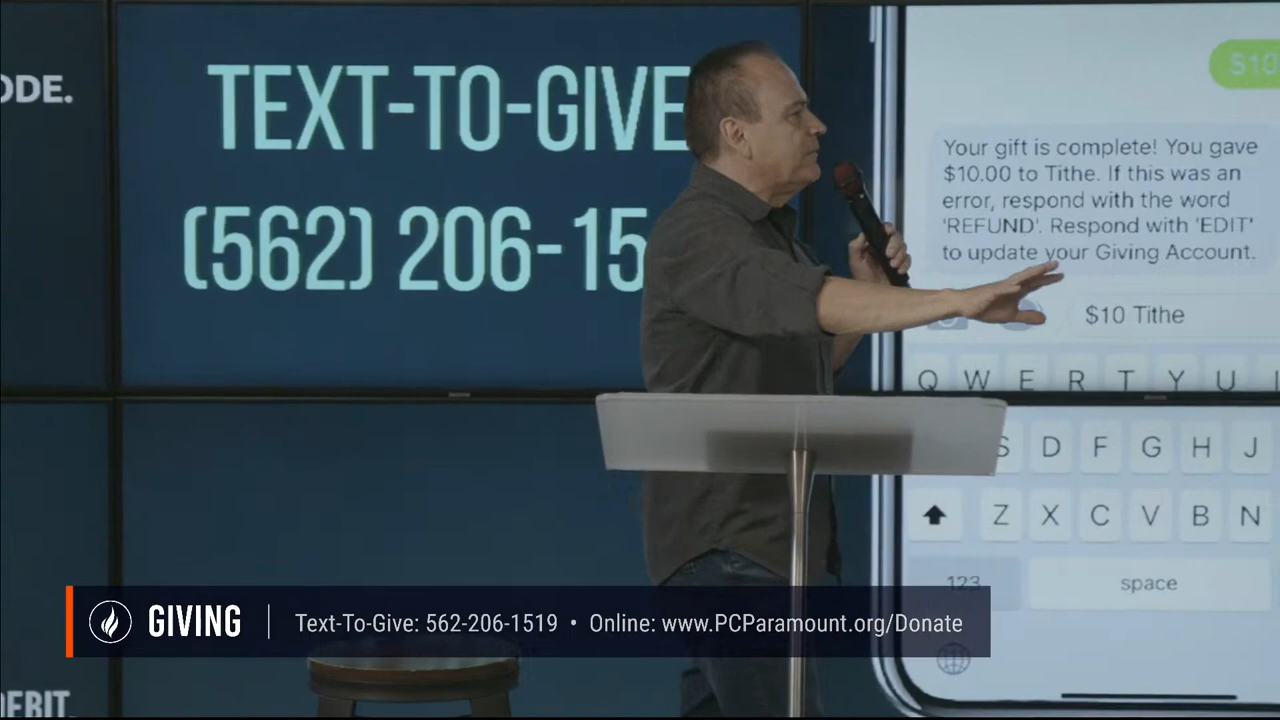 ODE.
TEXT-TO-GIVE
(562) 206-15
$10
Your gift is complete! You gave
$10.00 to Tithe. If this was an
error, respond with the word
'REFUND'. Respond with 'EDIT'
to update your Giving Account.
$10 Tithe
Q W E R T Y U I
S D F G H J
Z X C V B N
123 space
GIVING Text-To-Give: 562-206-1519 • Online: www.PCParamount.org/Donate
DEBIT.